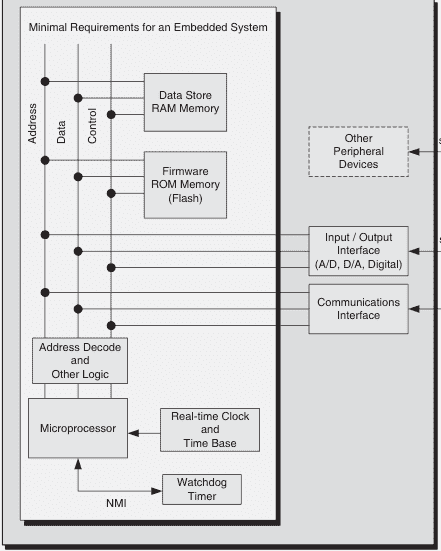 Minimal Requirements for an Embedded System
Address
Data
Control
Data Store
RAM Memory
Firmware
ROM Memory
(Flash)
Other
Peripheral
Devices
Input / Output
Interface
(A/D, D/A, Digital)
Communications
Interface
Address Decode
and
Other Logic
Microprocessor
Real-time Clock
and
Time Base
Watchdog
Timer
NMI